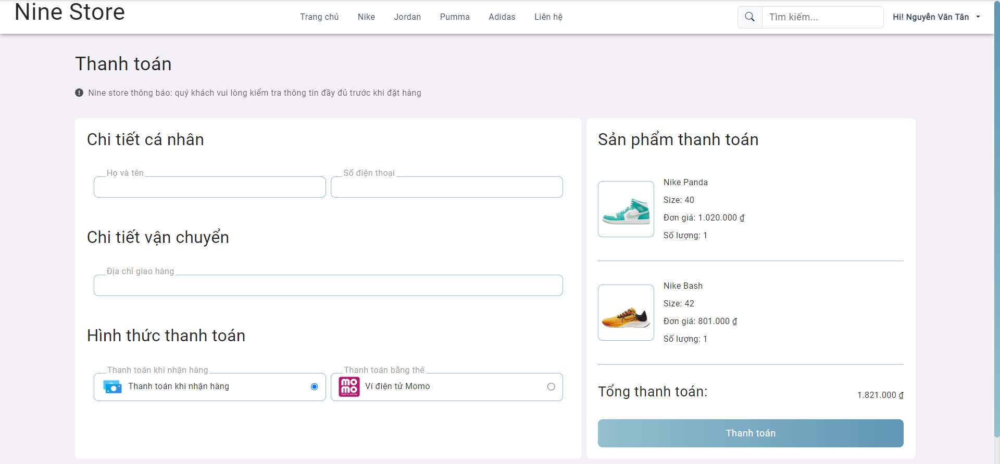 Nine Store
Trang chủ Nike Jordan Pumma Adidas Liên hệ
Tìm kiếm...
Hi! Nguyễn Văn Tân
Thanh toán
Nine store thông báo: quý khách vui lòng kiểm tra thông tin đầy đủ trước khi đặt hàng
Chi tiết cá nhân
Họ và tên
Số điện thoại
Chi tiết vận chuyển
Địa chỉ giao hàng
Hình thức thanh toán
Thanh toán khi nhận hàng
Thanh toán khi nhận hàng
Thanh toán bằng thẻ
mo
mo
Ví điện tử Momo
Sản phẩm thanh toán
Nike Panda
Size: 40
Đơn giá: 1.020.000 ₫
Số lượng: 1
Nike Bash
Size: 42
Đơn giá: 801.000 ₫
Số lượng: 1
Tổng thanh toán:
1.821.000 ₫
Thanh toán